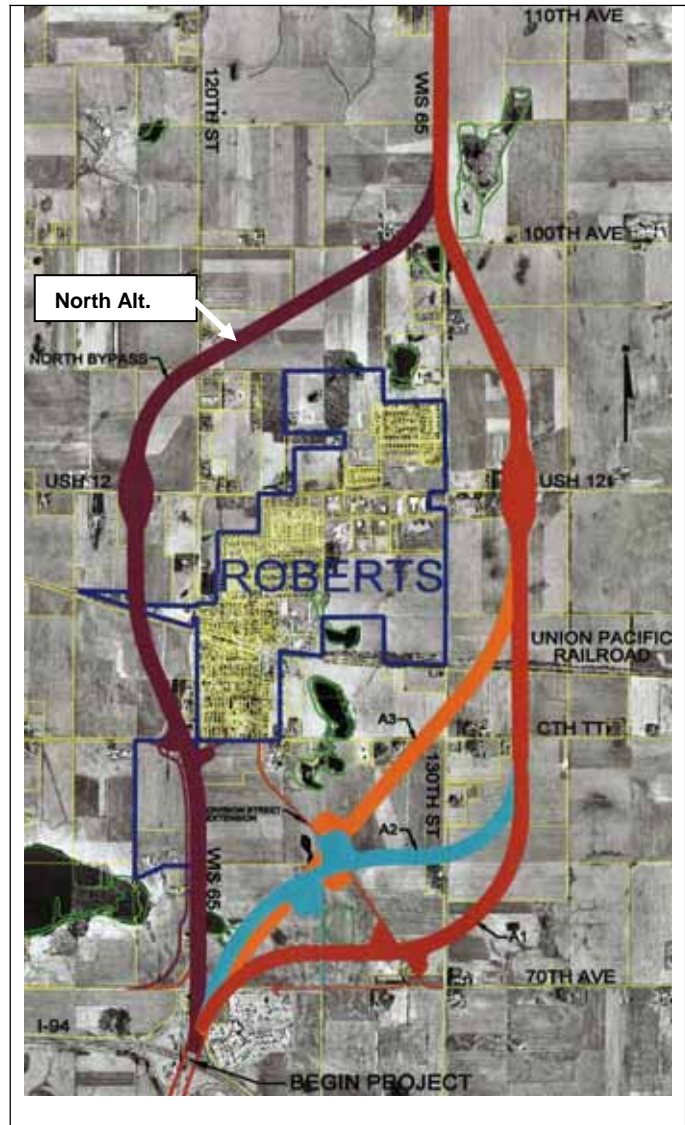 110TH AVE
120TH ST
WIS 65
100TH AVE
North Alt.
NORTH BYPASS
USH 12
USH 12
ROBERTS
UNION PACIFIC
RAILROAD
A3
CTH TT
130TH ST
DIVISION STREET
EXTENSION
A2
WIS 65
A1
70TH AVE
I-94
BEGIN PROJECT